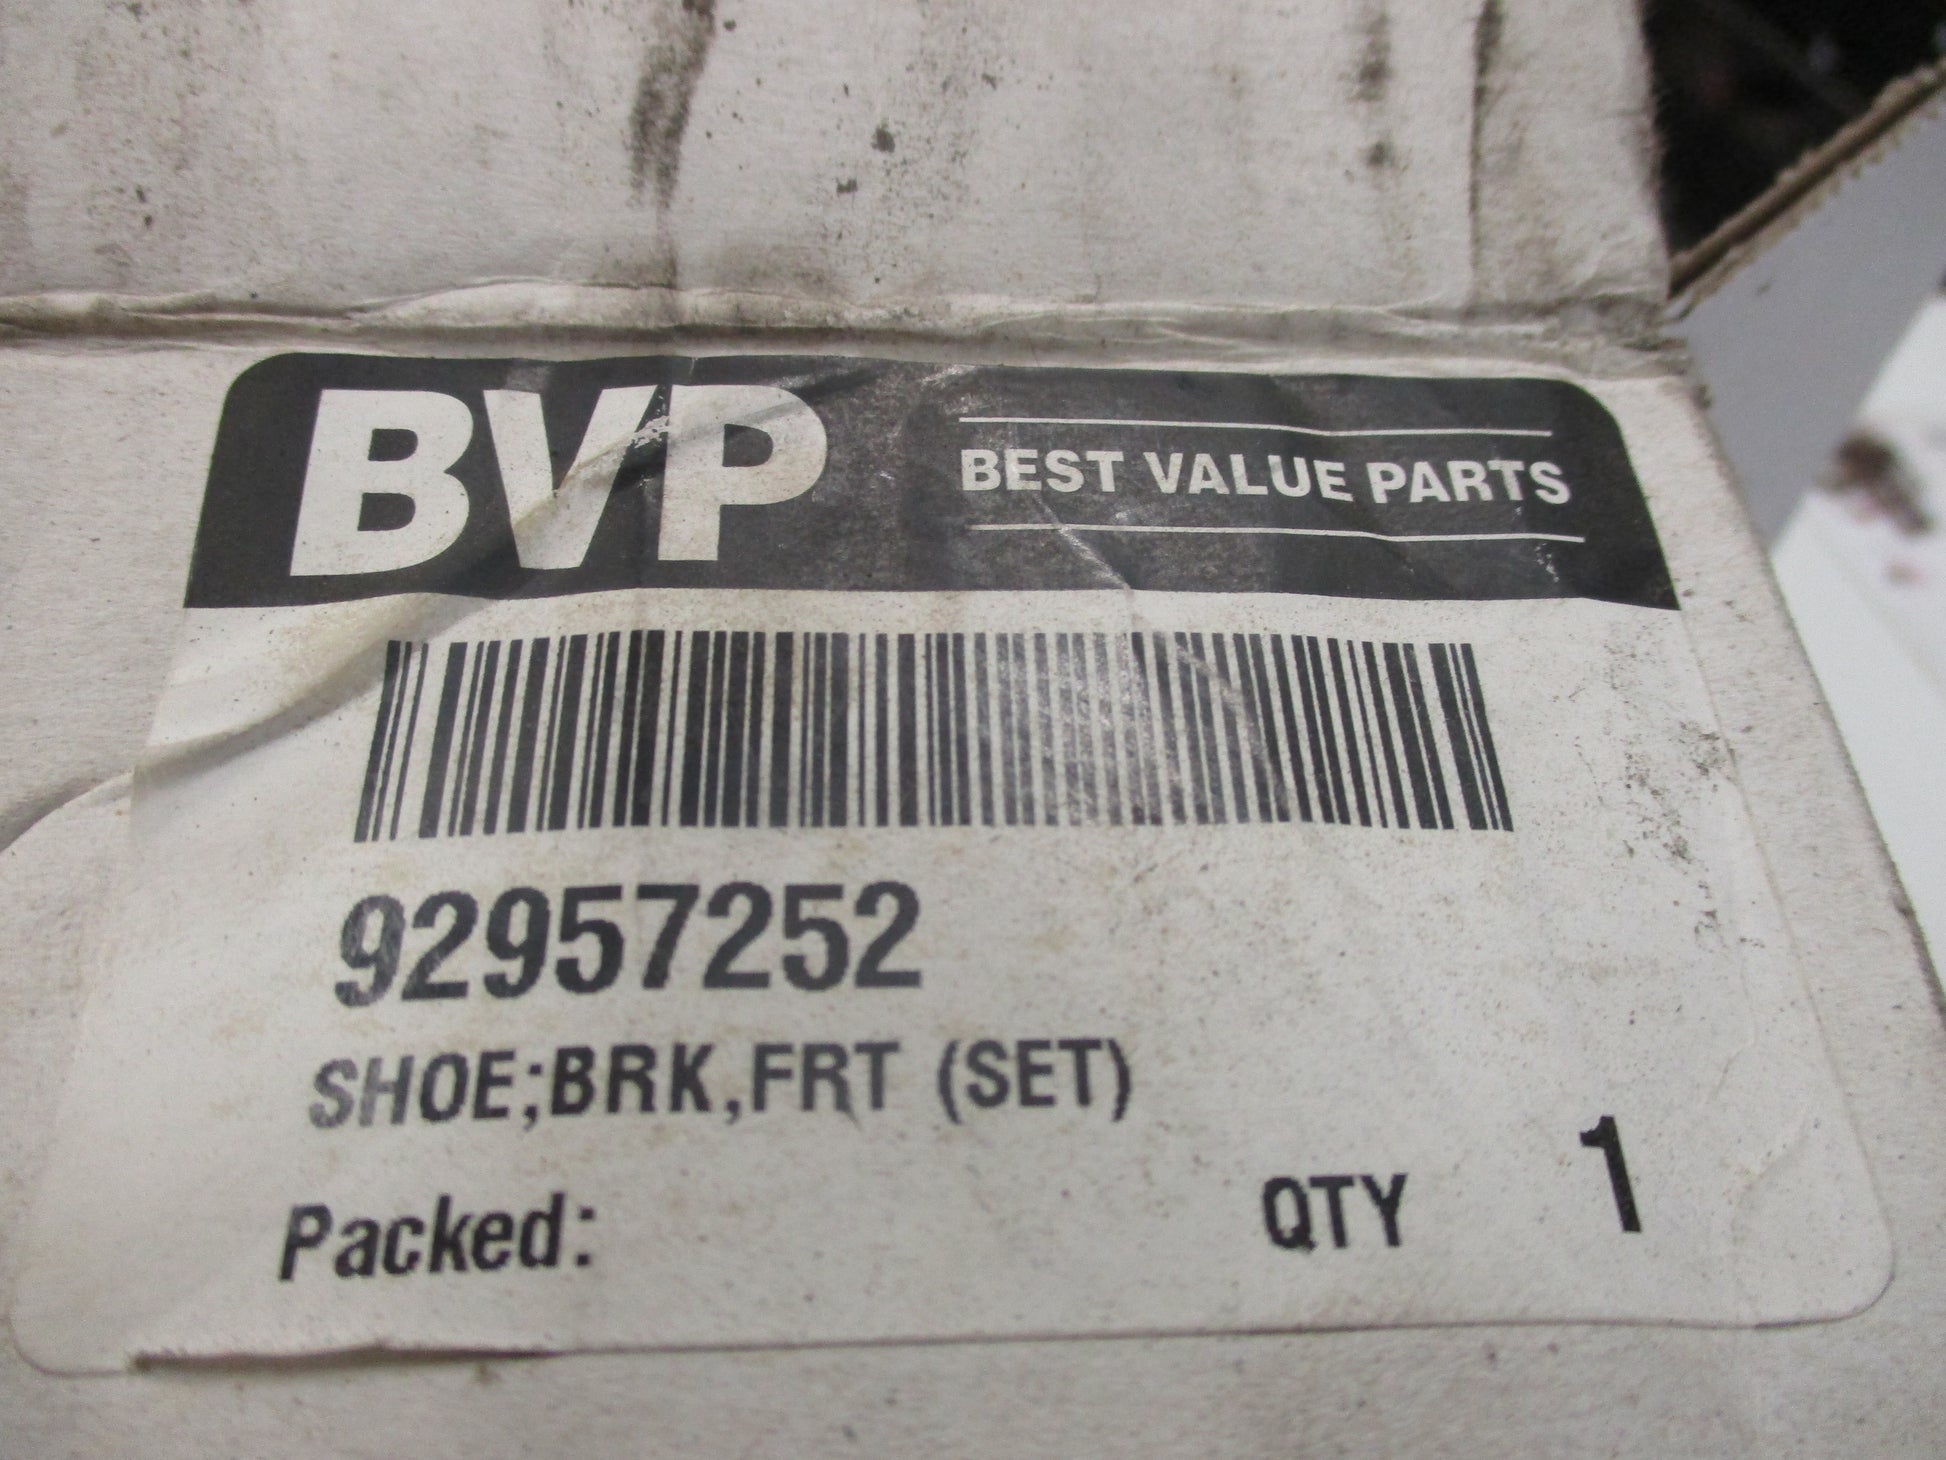 BVP BEST VALUE PARTS
92957252
SHOE;BRK,FRT (SET)
Packed: QTY 1